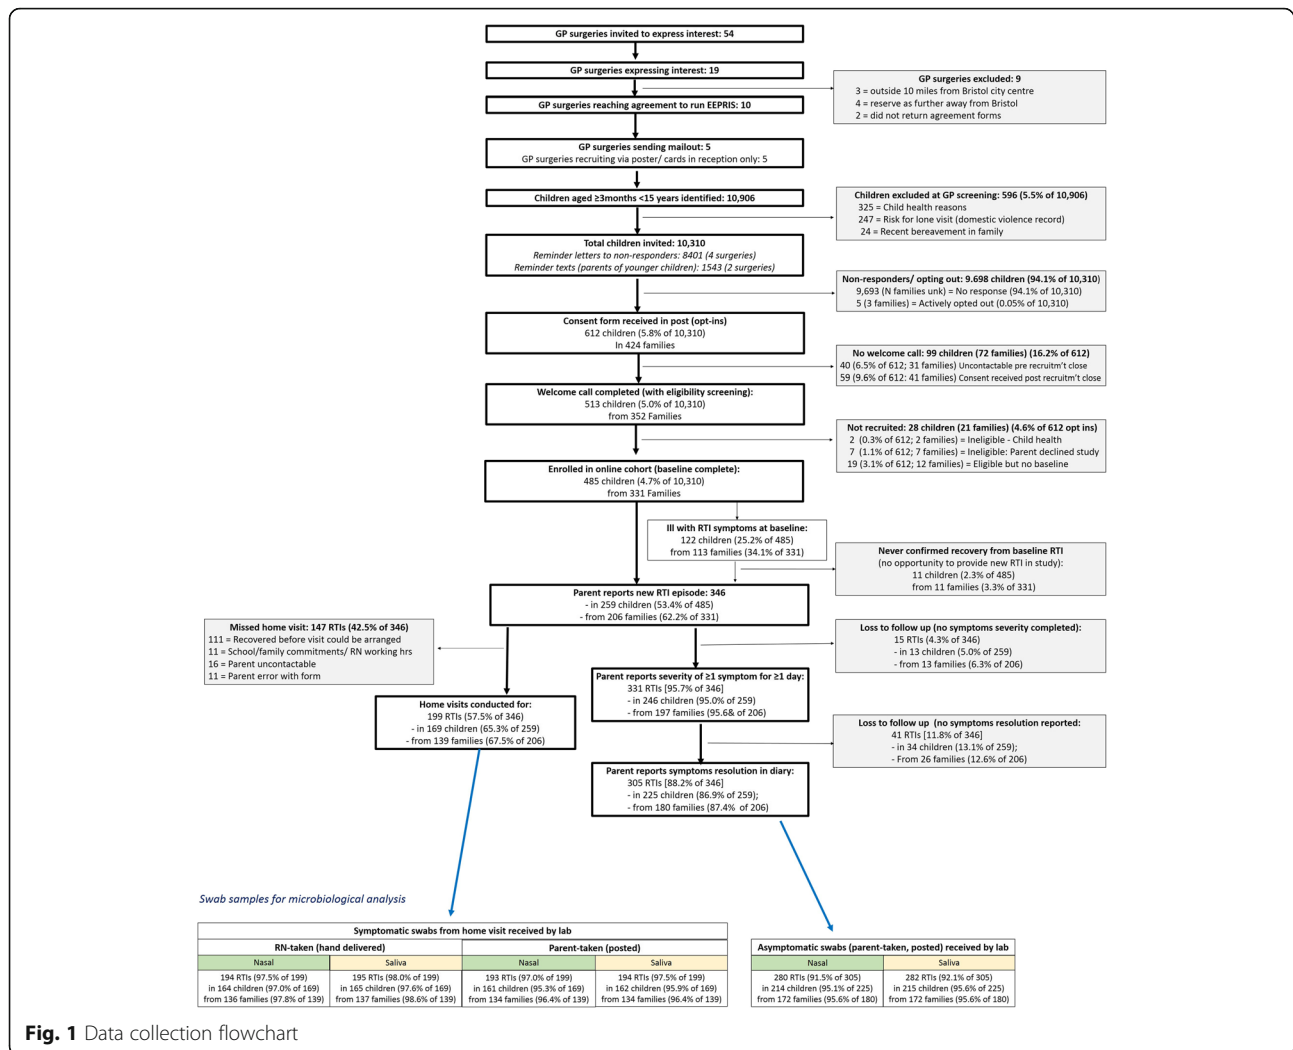 GP surgeries invited to express interest: 54
GP surgeries expressing interest: 19
GP surgeries excluded: 9
3 = outside 10 miles from Bristol city centre
4 = reserve as further away from Bristol
2 = did not return agreement forms
GP surgeries reaching agreement to run EEPRIS: 10
GP surgeries sending mailout: 5
GP surgeries recruiting via poster/ cards in reception only: 5
Children aged ≥3months <15 years identified: 10,906
Children excluded at GP screening: 596 (5.5% of 10,906)
325 = Child health reasons
247 = Risk for lone visit (domestic violence record)
24 = Recent bereavement in family
Total children invited: 10,310
Reminder letters to non-responders: 8401 (4 surgeries)
Reminder texts (parents of younger children): 1543 (2 surgeries)
Non-responders/ opting out: 9.698 children (94.1% of 10,310)
9,693 (N families unk) = No response (94.1% of 10,310)
5 (3 families) = Actively opted out (0.05% of 10,310)
Consent form received in post (opt-ins)
612 children (5.8% of 10,310)
In 424 families
No welcome call: 99 children (72 families) (16.2% of 612)
40 (6.5% of 612; 31 families) Uncontactable pre recruitm't close
59 (9.6% of 612: 41 families) Consent received post recruitm't close
Welcome call completed (with eligibility screening):
513 children (5.0% of 10,310)
from 352 Families
Not recruited: 28 children (21 families) (4.6% of 612 opt ins)
2 (0.3% of 612; 2 families) = Ineligible - Child health
7 (1.1% of 612; 7 families) = Ineligible: Parent declined study
19 (3.1% of 612; 12 families) = Eligible but no baseline
Enrolled in online cohort (baseline complete):
485 children (4.7% of 10,310)
from 331 Families
Ill with RTI symptoms at baseline:
122 children (25.2% of 485)
from 113 families (34.1% of 331)
Never confirmed recovery from baseline RTI
(no opportunity to provide new RTI in study):
11 children (2.3% of 485)
from 11 families (3.3% of 331)
Parent reports new RTI episode: 346
- in 259 children (53.4% of 485)
- from 206 families (62.2% of 331)
Missed home visit: 147 RTIs (42.5% of 346)
111 = Recovered before visit could be arranged
11 = School/family commitments/ RN working hrs
16 = Parent uncontactable
11 = Parent error with form
Loss to follow up (no symptoms severity completed):
15 RTIs (4.3% of 346)
- in 13 children (5.0% of 259)
- from 13 families (6.3% of 206)
Parent reports severity of ≥1 symptom for ≥1 day:
331 RTIs [95.7% of 346]
- in 246 children (95.0% of 259)
- from 197 families (95.6& of 206)
Home visits conducted for:
199 RTIs (57.5% of 346)
- in 169 children (65.3% of 259)
- from 139 families (67.5% of 206)
Loss to follow up (no symptoms resolution reported:
41 RTIs [11.8% of 346]
- in 34 children (13.1% of 259);
- From 26 families (12.6% of 206)
Parent reports symptoms resolution in diary:
305 RTIs [88.2% of 346]
- in 225 children (86.9% of 259);
- from 180 families (87.4% of 206)
Swab samples for microbiological analysis
Symptomatic swabs from home visit received by lab
RN-taken (hand delivered)
Parent-taken (posted)
Nasal
Saliva
Nasal
Saliva
194 RTIs (97.5% of 199)
in 164 children (97.0% of 169)
from 136 families (97.8% of 139)
195 RTIs (98.0% of 199)
in 165 children (97.6% of 169)
from 137 families (98.6% of 139)
193 RTIs (97.0% of 199)
in 161 children (95.3% of 169)
from 134 families (96.4% of 139)
194 RTIs (97.5% of 199)
in 162 children (95.9% of 169)
from 134 families (96.4% of 139)
Asymptomatic swabs (parent-taken, posted) received by lab
Nasal
Saliva
280 RTIs (91.5% of 305)
in 214 children (95.1% of 225)
from 172 families (95.6% of 180)
282 RTIs (92.1% of 305)
in 215 children (95.6% of 225)
from 172 families (95.6% of 180)
Fig. 1 Data collection flowchart